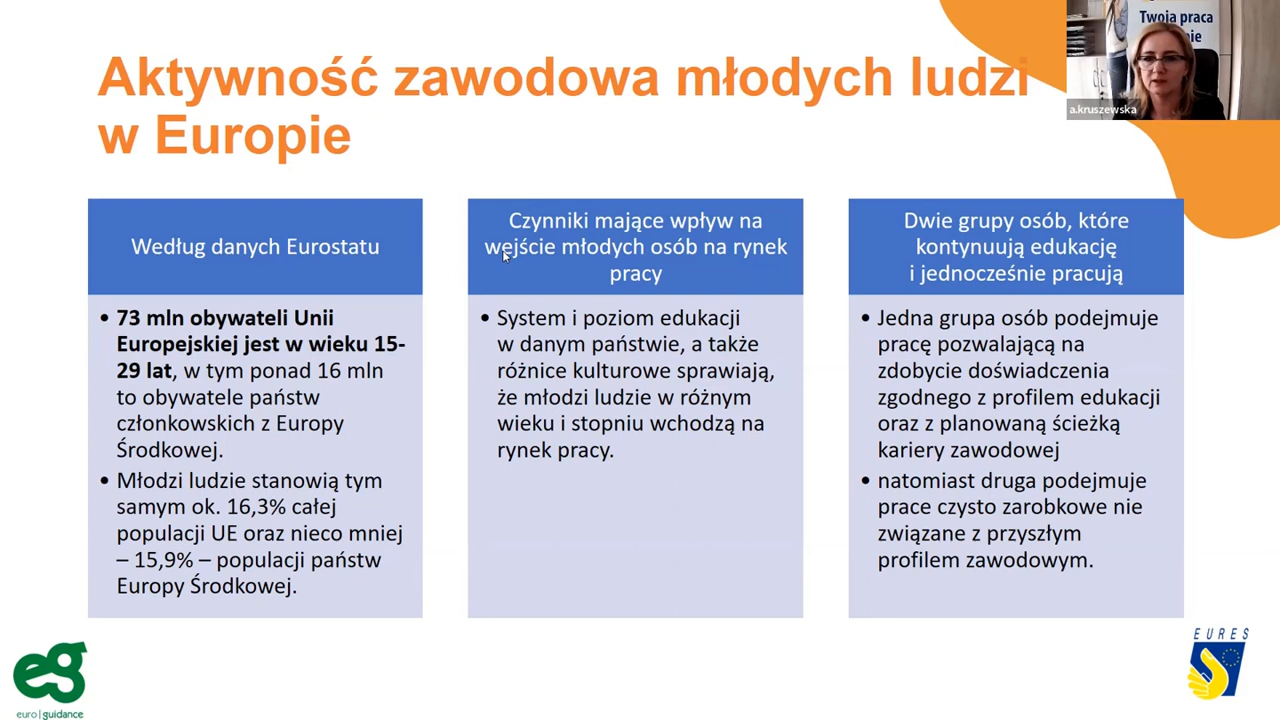 Aktywność zawodowa młodych ludzi
w Europie
Twoja praca
a.kruszewska
Według danych Eurostatu
• 73 mln obywateli Unii
Europejskiej jest w wieku 15-
29 lat, w tym ponad 16 mln
to obywatele państw
członkowskich z Europy
Środkowej.
• Młodzi ludzie stanowią tym
samym ok. 16,3% całej
populacji UE oraz nieco mniej
– 15,9% – populacji państw
Europy Środkowej.
Czynniki mające wpływ na
wejście młodych osób na rynek
pracy
• System i poziom edukacji
w danym państwie, a także
różnice kulturowe sprawiają,
że młodzi ludzie w różnym
wieku i stopniu wchodzą na
rynek pracy.
Dwie grupy osób, które
kontynuują edukację
i jednocześnie pracują
• Jedna grupa osób podejmuje
pracę pozwalającą na
zdobycie doświadczenia
zgodnego z profilem edukacji
oraz z planowaną ścieżką
kariery zawodowej
• natomiast druga podejmuje
prace czysto zarobkowe nie
związane z przyszłym
profilem zawodowym.
eg
euro|guidance
EURES